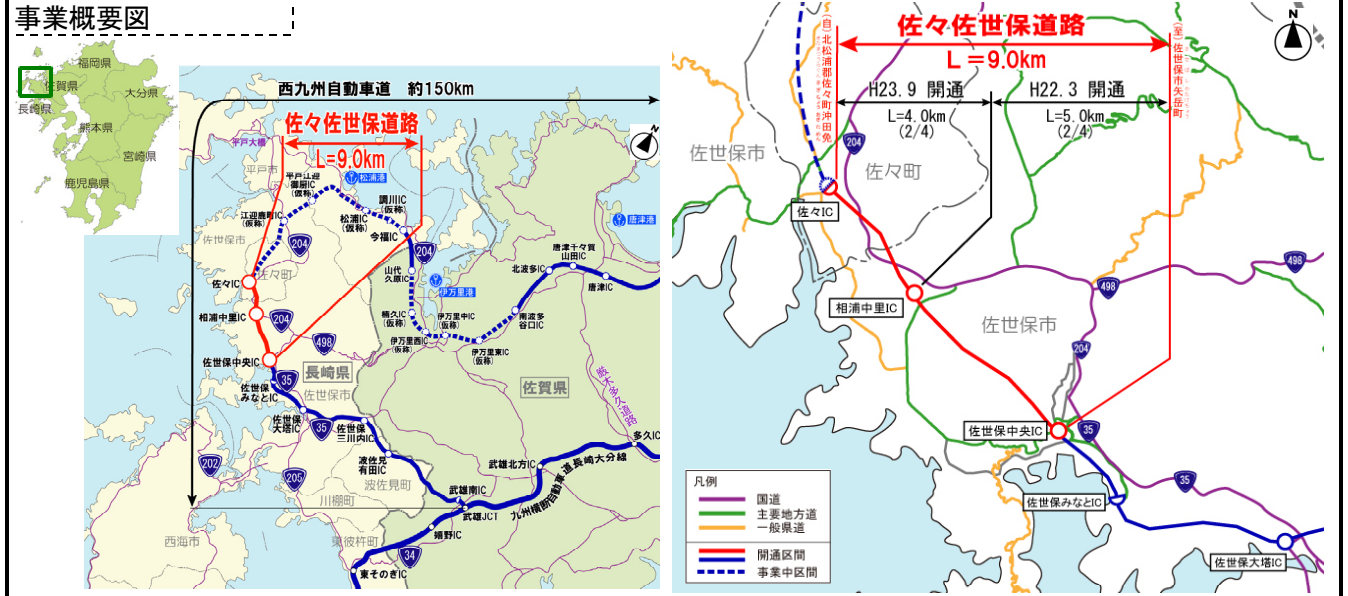 事業概要図
福岡県
佐賀県
大分県
長崎県
熊本県
宮崎県
鹿児島県
西九州自動車道 約150km
佐々佐世保道路
L=9.0km
N
平戸大橋
平戸市
平戸江迎
御厨IC
(仮称)
松浦港
調川IC
(仮称)
松浦IC
(仮称)
今福IC
江迎鹿町IC
(仮称)
佐世保市
204
204
唐津港
唐津千々賀
山田IC
北波多IC
唐津IC
山代
久原IC
伊万里港
佐々町
佐々IC
楠久IC
(仮称)
伊万里中IC
(仮称)
南波多
谷口IC
相浦中里IC
204
498
伊万里西IC
(仮称)
伊万里東IC
(仮称)
佐世保中央IC
長崎県
佐賀県
35
佐世保
みなとIC
佐世保市
厳木多久道路
佐世保
大塔IC
35
佐世保
三川内IC
多久IC
波佐見
有田IC
武雄北方IC
九州横断自動車道長崎大分線
202
205
波佐見町
武雄南IC
川棚町
武雄JCT
西海市
東彼杵町
嬉野IC
34
東そのぎIC
佐々佐世保道路
L=9.0km
N
(自)北松浦郡佐々町沖田免
(至)佐世保市矢岳町
H23.9 開通
L=4.0km
(2/4)
H22.3 開通
L=5.0km
(2/4)
204
佐世保市
佐々町
佐々IC
498
498
相浦中里IC
佐世保市
204
佐世保中央IC
35
佐世保みなとIC
35
佐世保大塔IC
凡例
国道
主要地方道
一般県道
開通区間
事業中区間